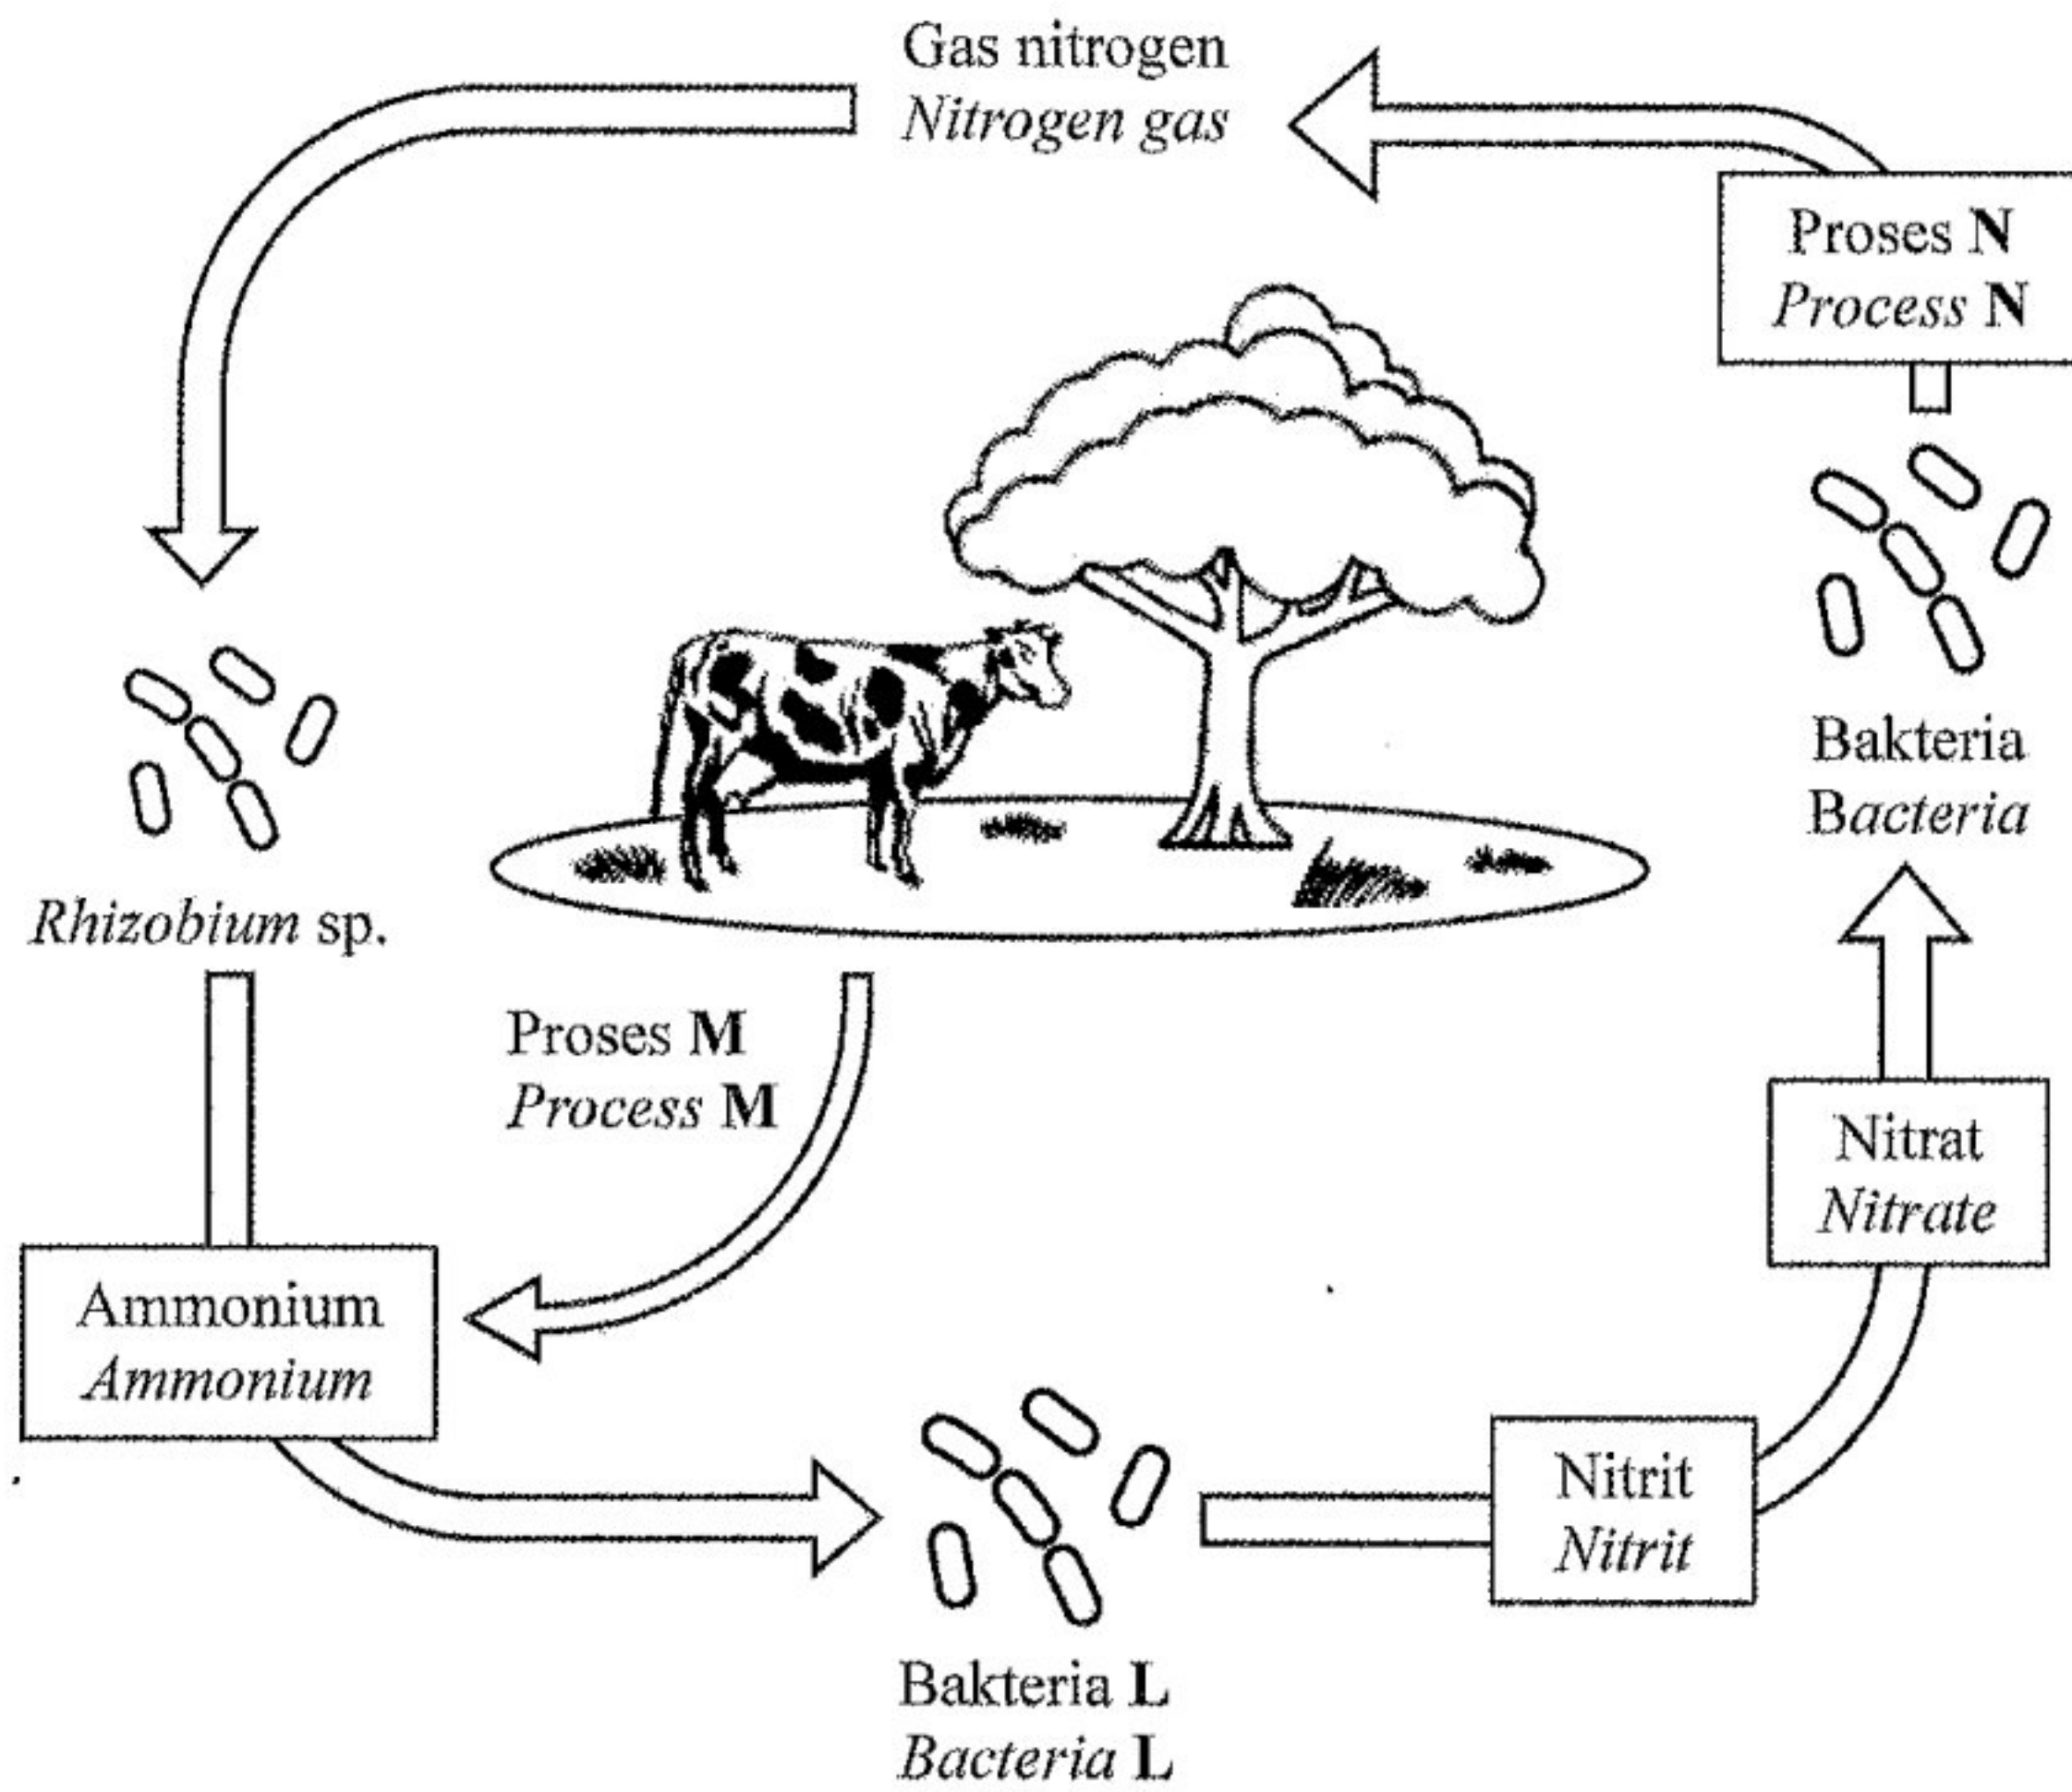 Gas nitrogen
Nitrogen gas
Proses N
Process N
Bakteria
Bacteria
Rhizobium sp.
Proses M
Process M
Nitrat
Nitrate
Ammonium
Ammonium
Nitrit
Nitrit
Bakteria L
Bacteria L